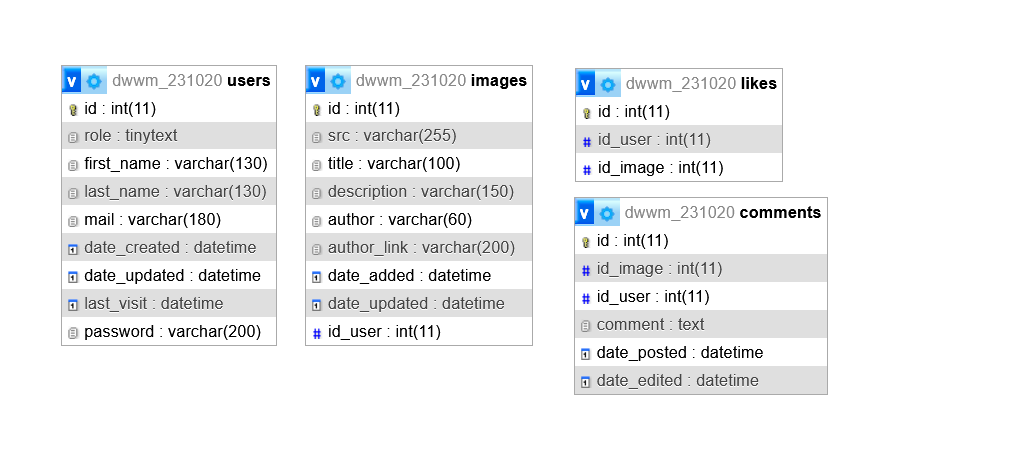 v dwwm_231020 users
id : int(11)
role : tinytext
first_name : varchar(130)
last_name : varchar(130)
mail : varchar(180)
date_created : datetime
date_updated : datetime
last_visit : datetime
password : varchar(200)
v dwwm_231020 images
id : int(11)
src : varchar(255)
title : varchar(100)
description : varchar(150)
author : varchar(60)
author_link : varchar(200)
date_added : datetime
date_updated : datetime
# id_user : int(11)
v dwwm_231020 likes
id : int(11)
# id_user : int(11)
# id_image : int(11)
v dwwm_231020 comments
id : int(11)
# id_image : int(11)
# id_user : int(11)
comment : text
date_posted : datetime
date_edited : datetime